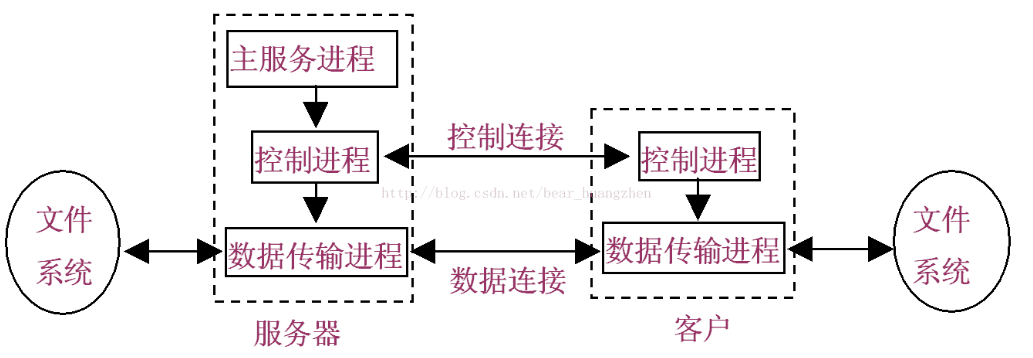 主服务进程
控制连接
控制进程
控制进程
http://blog.csdn.net/bear_huangzhen
文件
系统
数据传输进程
数据传输进程
文件
系统
数据连接
服务器
客户